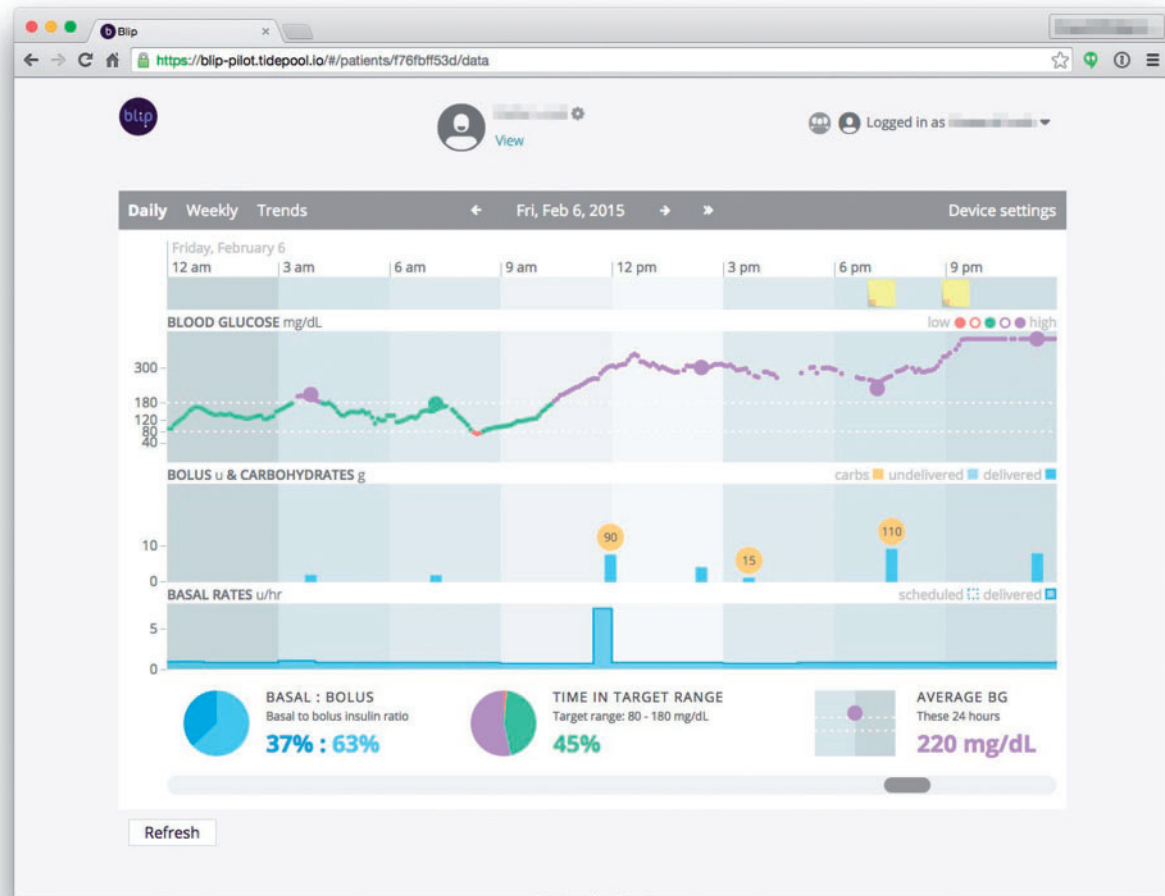 Blip
https://blip-pilot.tidepool.io/#/patients/f76fbff53d/data
blip
View
Logged in as
Daily Weekly Trends Fri, Feb 6, 2015 Device settings
Friday, February 6
12 am 3 am 6 am 9 am 12 pm 3 pm 6 pm 9 pm
BLOOD GLUCOSE mg/dL low high
300
180
120
80
40
BOLUS u & CARBOHYDRATES g carbs undelivered delivered
90
15
110
10
0
BASAL RATES u/hr scheduled delivered
5
0
BASAL : BOLUS
Basal to bolus insulin ratio
37% : 63%
TIME IN TARGET RANGE
Target range: 80 - 180 mg/dL
45%
AVERAGE BG
These 24 hours
220 mg/dL
Refresh